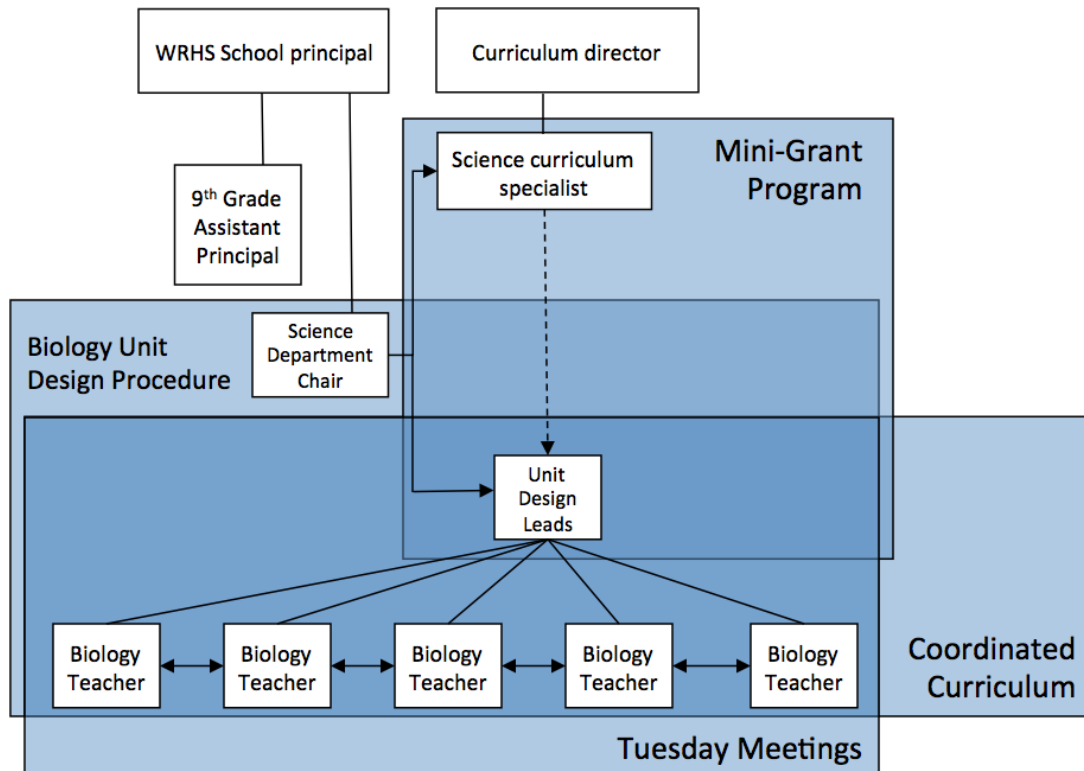 WRHS School principal
Curriculum director
Science curriculum
specialist
Mini-Grant
Program
9th Grade
Assistant
Principal
Biology Unit
Design Procedure
Science
Department
Chair
Unit
Design
Leads
Biology
Teacher
Biology
Teacher
Biology
Teacher
Biology
Teacher
Biology
Teacher
Coordinated
Curriculum
Tuesday Meetings